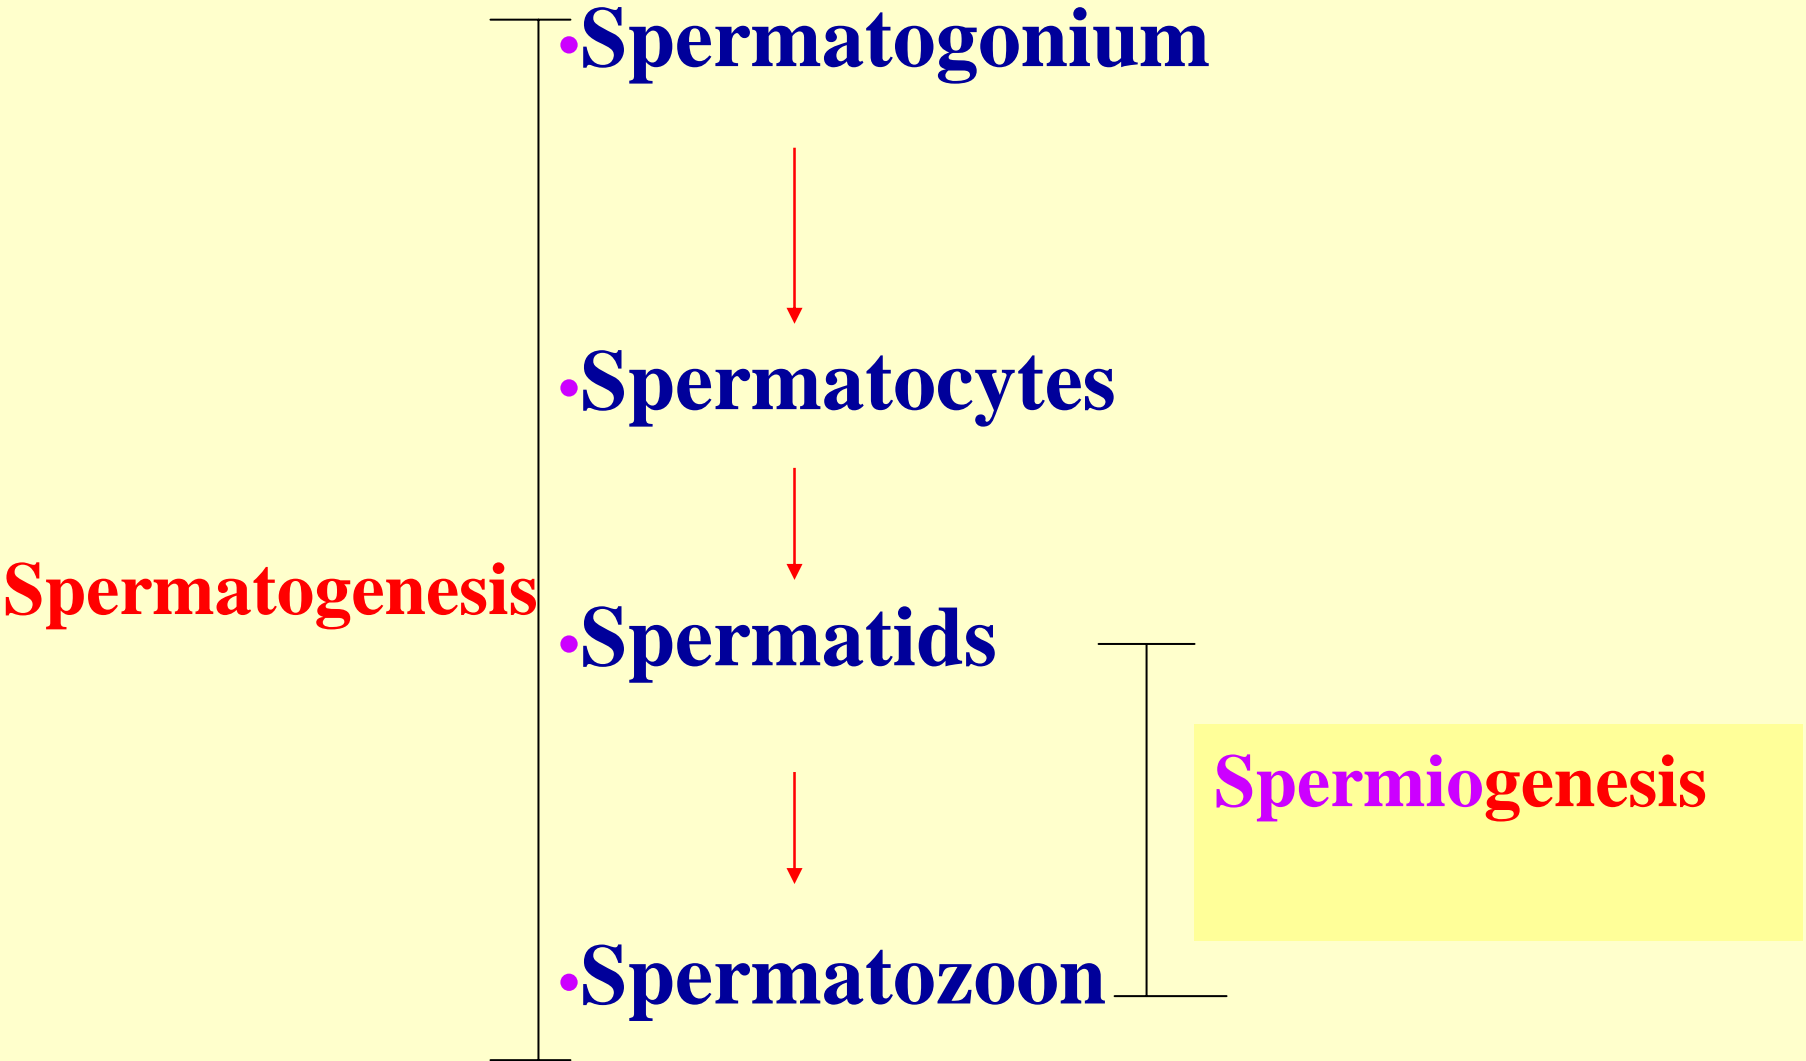 •Spermatogonium
•Spermatocytes
Spermatogenesis
•Spermatids
Spermiogenesis
•Spermatozoon